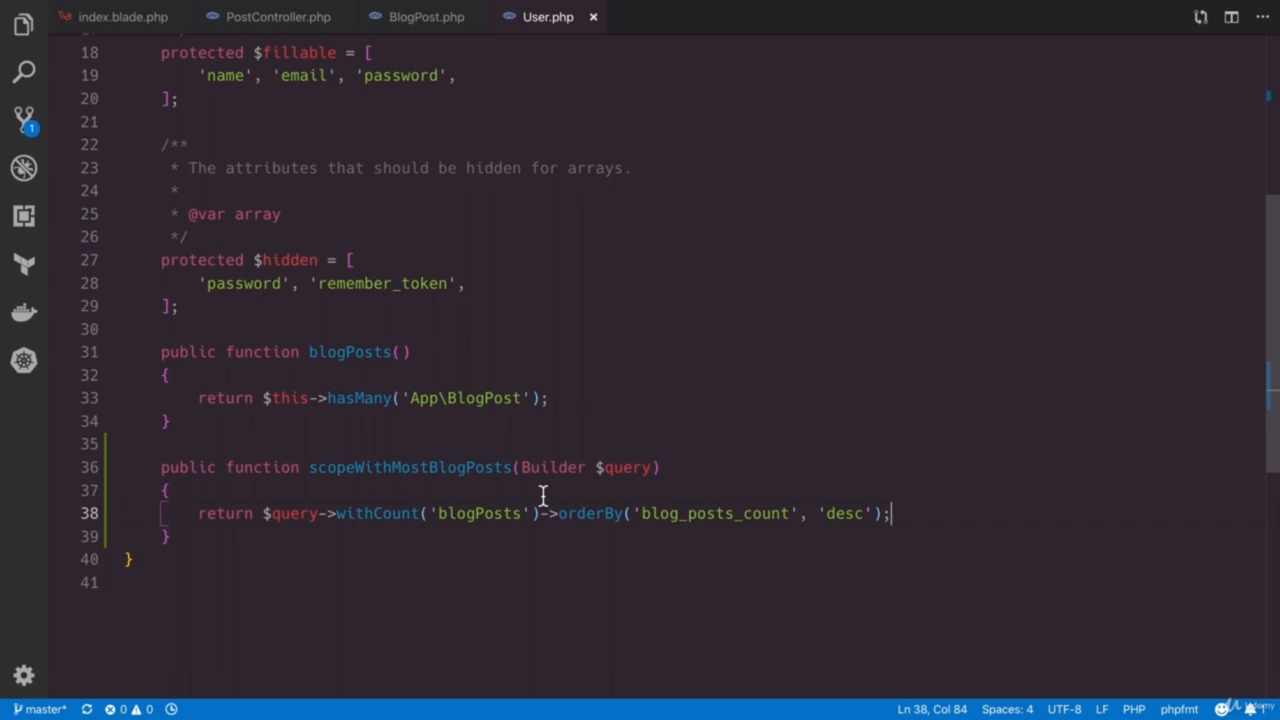 index.blade.php PostController.php BlogPost.php User.php ×
18 protected $fillable = [
19 'name', 'email', 'password',
20 ];
21
22 /**
23 * The attributes that should be hidden for arrays.
24 *
25 * @var array
26 */
27 protected $hidden = [
28 'password', 'remember_token',
29 ];
30
31 public function blogPosts()
32 {
33 return $this->hasMany('App\BlogPost');
34 }
35
36 public function scopeWithMostBlogPosts(Builder $query)
37 {
38 return $query->withCount('blogPosts')->orderBy('blog_posts_count', 'desc');
39 }
40 }
41
1
master* 0 0 Ln 38, Col 84 Spaces: 4 UTF-8 LF PHP phpfmt 1